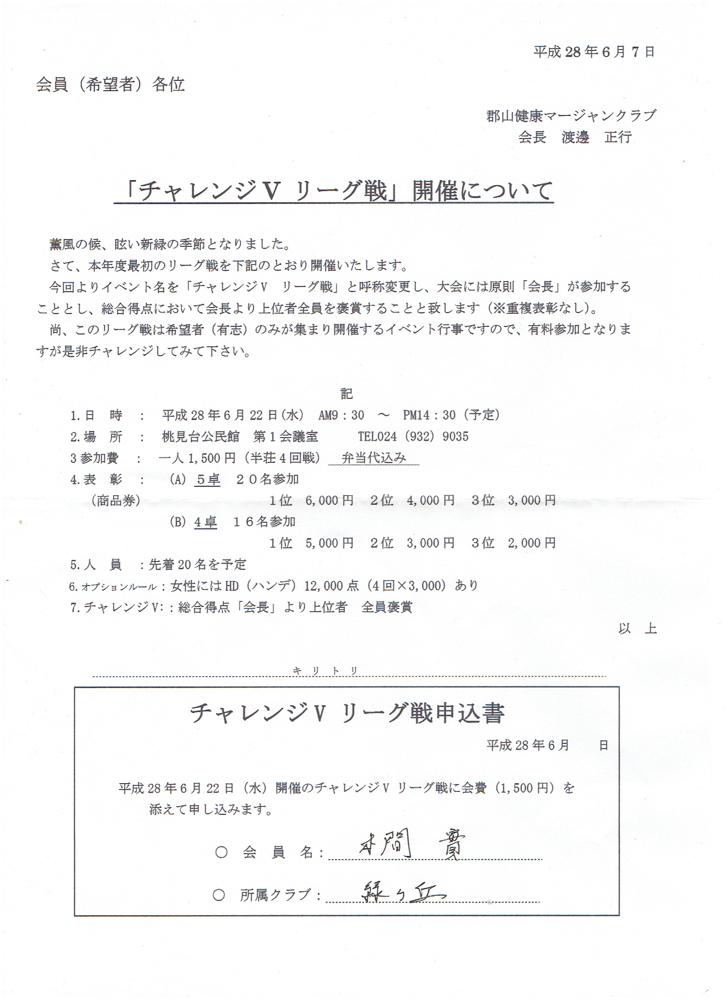 平成 28 年 6 月 7 日
会員（希望者）各位
郡山健康マージャンクラブ
会長　渡邊　正行
「チャレンジⅤ リーグ戦」開催について
薫風の候、眩い新緑の季節となりました。
さて、本年度最初のリーグ戦を下記のとおり開催いたします。
今回よりイベント名を「チャレンジⅤ　リーグ戦」と呼称変更し、大会には原則「会長」が参加する
こととし、総合得点において会長より上位者全員を褒賞することと致します（※重複表彰なし）。
尚、このリーグ戦は希望者（有志）のみが集まり開催するイベント行事ですので、有料参加となりま
すが是非チャレンジしてみて下さい。
記
1. 日　時　：　平成 28 年 6 月 22 日(水)　AM9：30　～　PM14：30（予定）
2. 場　所　：　桃見台公民館　第１会議室　　　TEL024（932）9035
3 参加費　：　一人 1,500 円（半荘４回戦）　弁当代込み
4. 表　彰　：　（A）５卓　２０名参加
（商品券）　１位　6,000 円　２位　4,000 円　３位　3,000 円
（B）４卓　１６名参加
１位　5,000 円　２位　3,000 円　３位　2,000 円
5. 人　員　：先着 20 名を予定
6. オプションルール：女性には HD（ハンデ）12,000 点（4 回×3,000）あり
7. チャレンジⅤ:：総合得点「会長」より上位者　全員褒賞
以　上
キ　リ　ト　リ
チャレンジⅤ リーグ戦申込書
平成 28 年 6 月　　日
平成 28 年 6 月 22 日（水）開催のチャレンジⅤ リーグ戦に会費（1,500 円）を
添えて申し込みます。
○　会　員　名：本間　實
○　所属クラブ：緑ヶ丘